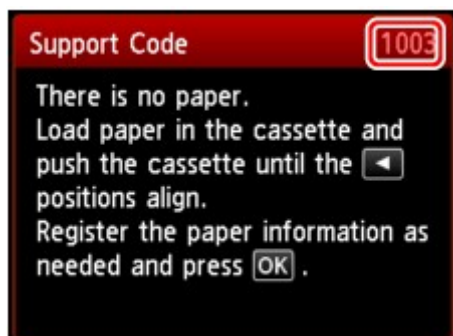 Support Code 1003
There is no paper.
Load paper in the cassette and
push the cassette until the ◀
positions align.
Register the paper information as
needed and press OK .